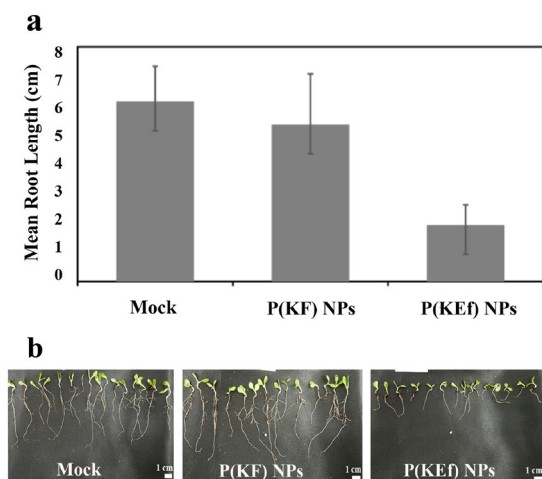 a
Mean Root Length (cm)
8
7
6
5
4
3
2
1
0
Mock P(KF) NPs P(KEf) NPs
b
Mock 1 cm P(KF) NPs 1 cm P(KEf) NPs 1 cm